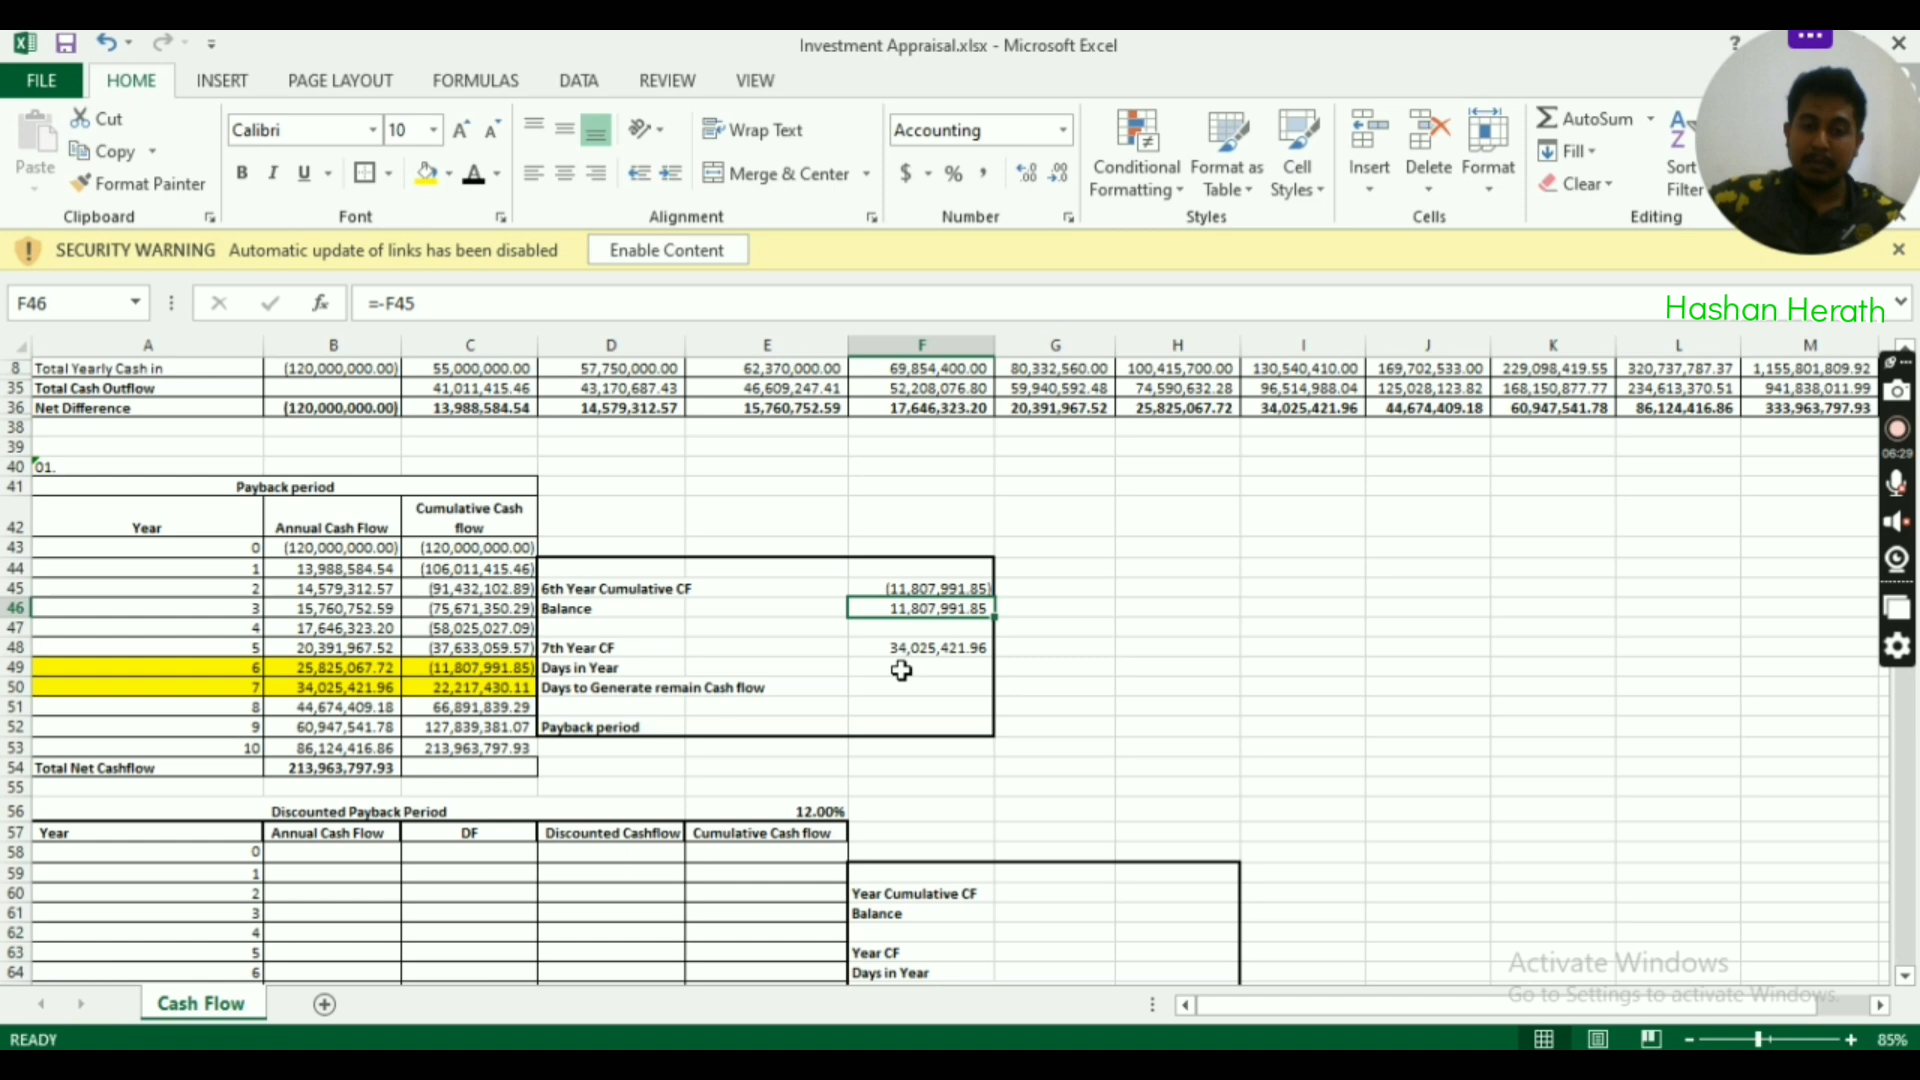 Investment Appraisal.xlsx - Microsoft Excel
?
FILE HOME INSERT PAGE LAYOUT FORMULAS DATA REVIEW VIEW
Paste
Cut
Copy
Format Painter
Clipboard
Calibri 10
B I U
Font
Wrap Text
Merge & Center
Alignment
Accounting
$ % ,
Number
Conditional Formatting
Format as Table
Cell Styles
Styles
Insert
Delete
Format
Cells
AutoSum
Fill
Clear
Sort
Filter
Editing
SECURITY WARNING Automatic update of links has been disabled Enable Content
F46 fx =-F45
Hashan Herath
A B C D E F G H I J K L M
8 Total Yearly Cash in (120,000,000.00) 55,000,000.00 57,750,000.00 62,370,000.00 69,854,400.00 80,332,560.00 100,415,700.00 130,540,410.00 169,702,533.00 229,098,419.55 320,737,787.37 1,155,801,809.92
35 Total Cash Outflow 41,011,415.46 43,170,687.43 46,609,247.41 52,208,076.80 59,940,592.48 74,590,632.28 96,514,988.04 125,028,123.82 168,150,877.77 234,613,370.51 941,838,011.99
36 Net Difference (120,000,000.00) 13,988,584.54 14,579,312.57 15,760,752.59 17,646,323.20 20,391,967.52 25,825,067.72 34,025,421.96 44,674,409.18 60,947,541.78 86,124,416.86 333,963,797.93
38
39
40 01.
41 Payback period
42 Year Annual Cash Flow Cumulative Cash flow
43 0 (120,000,000.00) (120,000,000.00)
44 1 13,988,584.54 (106,011,415.46)
45 2 14,579,312.57 (91,432,102.89) 6th Year Cumulative CF (11,807,991.85)
46 3 15,760,752.59 (75,671,350.29) Balance 11,807,991.85
47 4 17,646,323.20 (58,025,027.09)
48 5 20,391,967.52 (37,633,059.57) 7th Year CF 34,025,421.96
49 6 25,825,067.72 (11,807,991.85) Days in Year
50 7 34,025,421.96 22,217,430.11 Days to Generate remain Cash flow
51 8 44,674,409.18 66,891,839.29
52 9 60,947,541.78 127,839,381.07 Payback period
53 10 86,124,416.86 213,963,797.93
54 Total Net Cashflow 213,963,797.93
55
56 Discounted Payback Period 12.00%
57 Year Annual Cash Flow DF Discounted Cashflow Cumulative Cash flow
58 0
59 1
60 2 Year Cumulative CF
61 3 Balance
62 4
63 5 Year CF
64 6 Days in Year
06:29
Activate Windows
Go to Settings to activate Windows.
Cash Flow
READY 85%